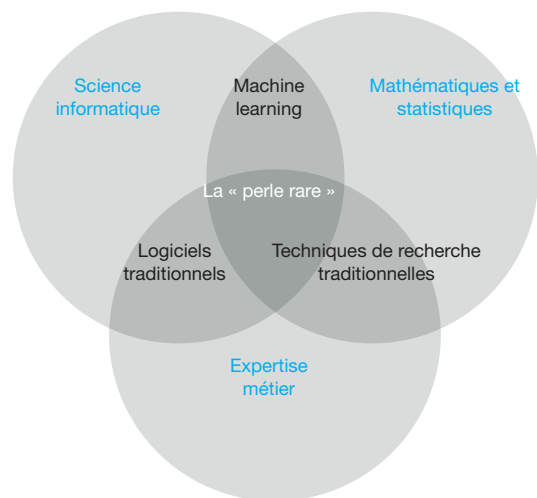 Science
informatique
Machine
learning
Mathématiques et
statistiques
La « perle rare »
Logiciels
traditionnels
Techniques de recherche
traditionnelles
Expertise
métier